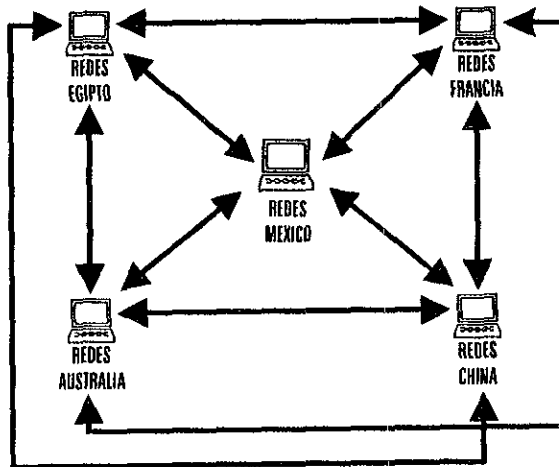 REDES
EGIPTO
REDES
FRANCIA
REDES
MEXICO
REDES
AUSTRALIA
REDES
CHINA